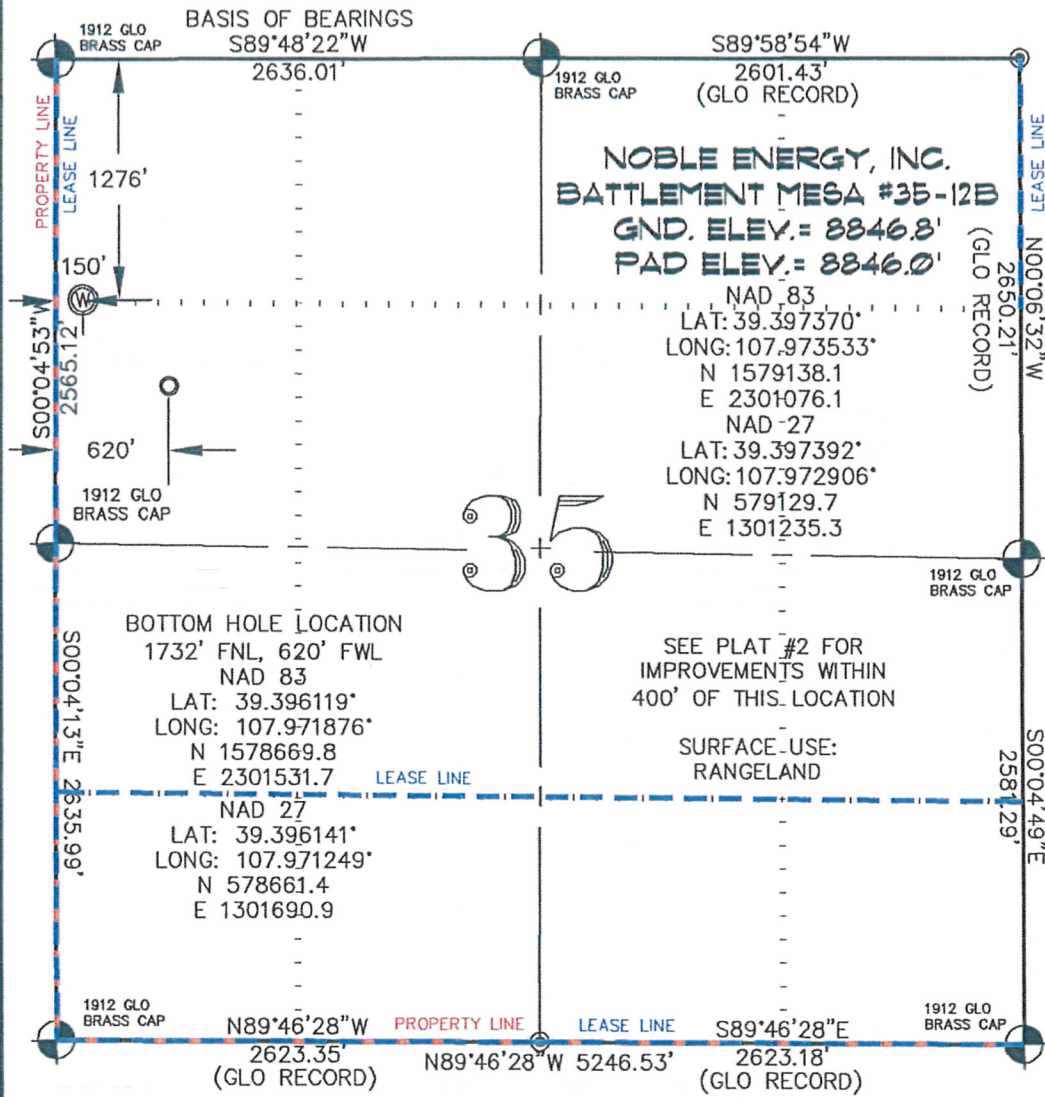 BASIS OF BEARINGS
1912 GLO
BRASS CAP
S89°48'22"W
2636.01'
S89°58'54"W
2601.43'
(GLO RECORD)
1912 GLO
BRASS CAP
PROPERTY LINE
LEASE LINE
1276'
150'
W
S00°04'53"W
2565.12'
620'
1912 GLO
BRASS CAP
NOBLE ENERGY, INC.
BATTLEMENT MESA #35-12B
GND. ELEV.= 8846.8'
PAD ELEV.= 8846.0'
NAD 83
LAT: 39.397370°
LONG: 107.973533°
N 1579138.1
E 2301076.1
NAD 27
LAT: 39.397392°
LONG: 107.972906°
N 579129.7
E 1301235.3
LEASE LINE
N00°06'32"W
2650.21'
(GLO RECORD)
35
1912 GLO
BRASS CAP
BOTTOM HOLE LOCATION
1732' FNL, 620' FWL
NAD 83
LAT: 39.396119°
LONG: 107.971876°
N 1578669.8
E 2301531.7
NAD 27
LAT: 39.396141°
LONG: 107.971249°
N 578661.4
E 1301690.9
LEASE LINE
SEE PLAT #2 FOR
IMPROVEMENTS WITHIN
400' OF THIS LOCATION
SURFACE USE:
RANGELAND
S00°04'13"E 2635.99'
S00°04'49"E
2581.29'
1912 GLO
BRASS CAP
N89°46'28"W
2623.35'
(GLO RECORD)
PROPERTY LINE
LEASE LINE
N89°46'28"W 5246.53'
S89°46'28"E
2623.18'
(GLO RECORD)
1912 GLO
BRASS CAP